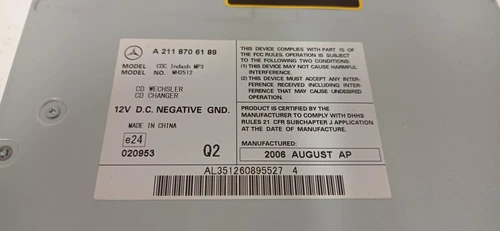 A 211 870 61 89
MODEL CDC Indash MP3
MODEL NO. MH3512
CD WECHSLER
CD CHANGER
12V D.C. NEGATIVE GND.
MADE IN CHINA
e24
020953 Q2
THIS DEVICE COMPLIES WITH PART 15 OF
THE FCC RULES. OPERATION IS SUBJECT TO
THE FOLLOWING TWO CONDITIONS:
(1) THIS DEVICE MAY NOT CAUSE HARMFUL
INTERFERENCE, AND
(2) THIS DEVICE MUST ACCEPT ANY INTER-
FERENCE RECEIVED INCLUDING INTER-
FERENCE THAT MAY CAUSE UNDESIRED
OPERATION.
PRODUCT IS CERTIFIED BY THE
MANUFACTURER TO COMPLY WITH DHHS
RULES 21 CFR SUBCHAPTER J APPLICATION
AT THE DATE OF MANUFACTURE.
MANUFACTURED:
2006 AUGUST AP
AL351260895527 4